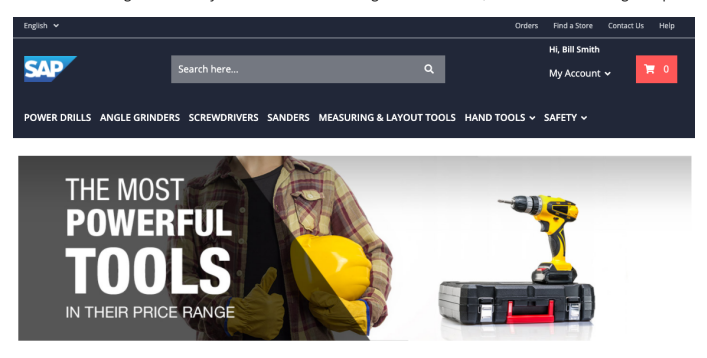 English
Orders Find a Store Contact Us Help
Hi, Bill Smith
SAP
Search here...
My Account
0
POWER DRILLS ANGLE GRINDERS SCREWDRIVERS SANDERS MEASURING & LAYOUT TOOLS HAND TOOLS SAFETY
THE MOST
POWERFUL
TOOLS
IN THEIR PRICE RANGE